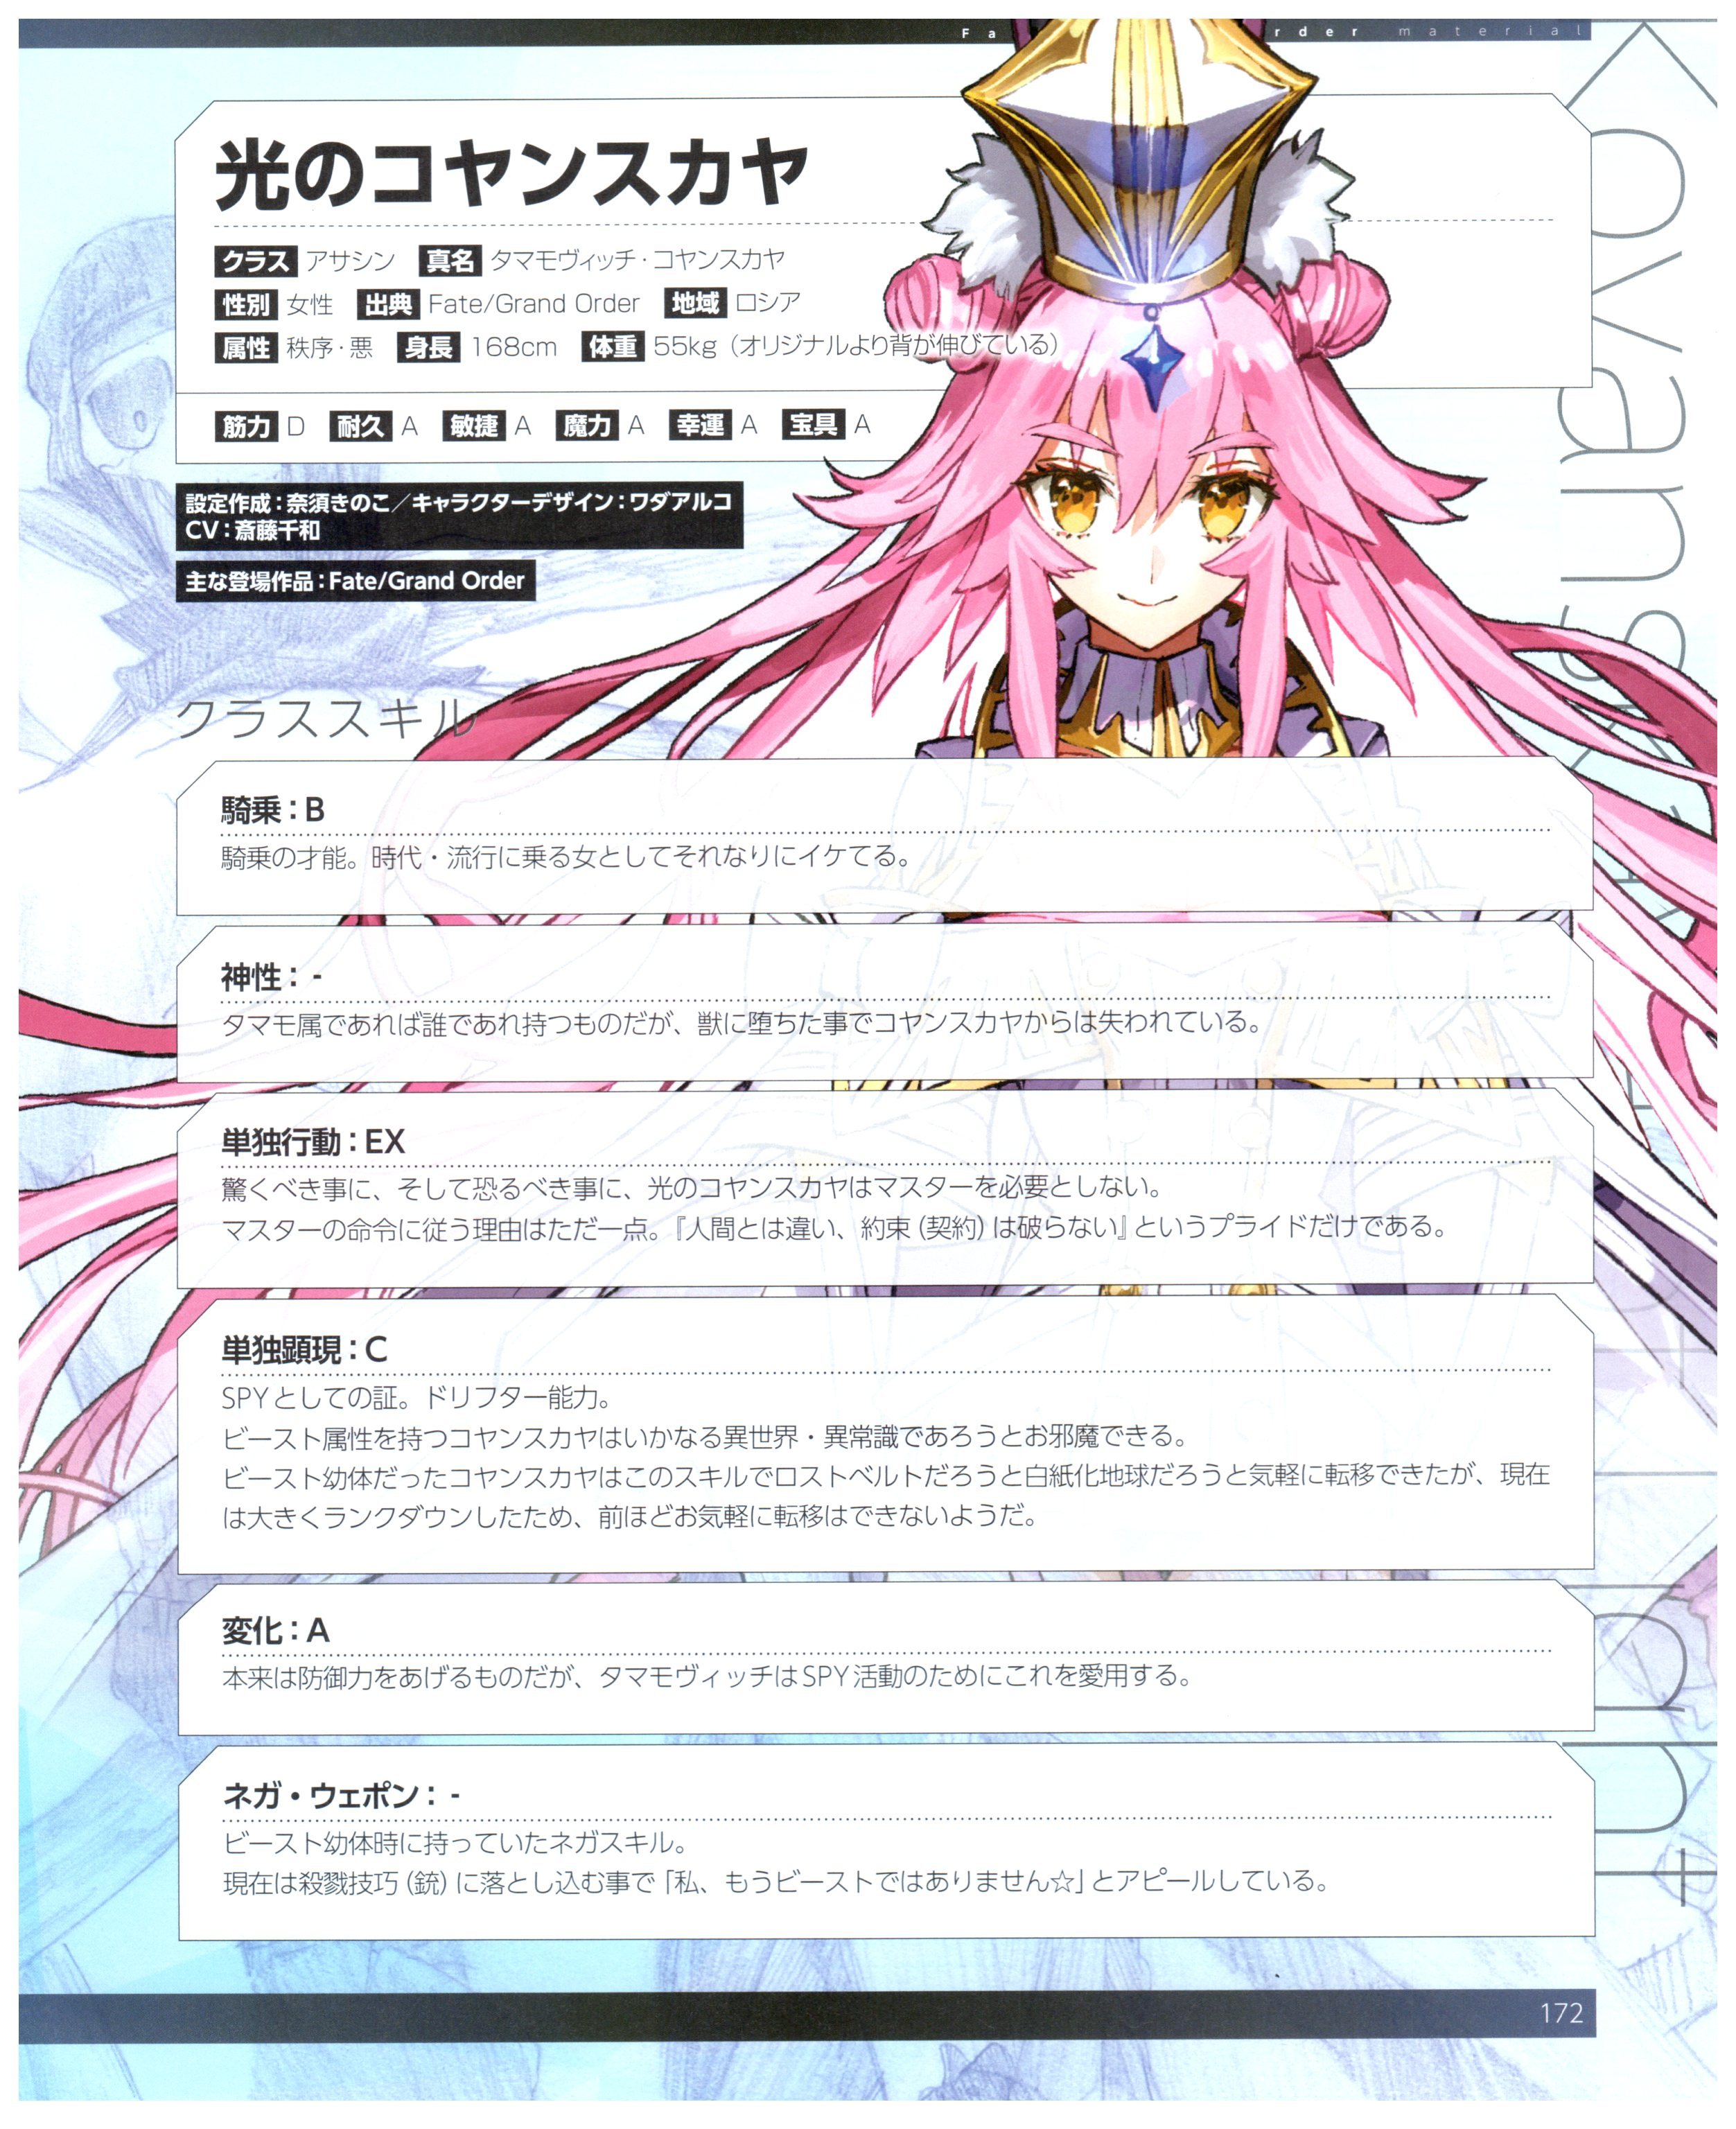 Fa rder material
光のコヤンスカヤ
クラス アサシン 真名 タマモヴィッチ・コヤンスカヤ
性別 女性 出典 Fate/Grand Order 地域 ロシア
属性 秩序・悪 身長 168cm 体重 55kg（オリジナルより背が伸びている）
筋力 D 耐久 A 敏捷 A 魔力 A 幸運 A 宝具 A
設定作成：奈須きのこ／キャラクターデザイン：ワダアルコ
CV：斎藤千和
主な登場作品：Fate/Grand Order
クラススキル
騎乗：B
騎乗の才能。時代・流行に乗る女としてそれなりにイケてる。
神性：-
タマモ属であれば誰であれ持つものだが、獣に堕ちた事でコヤンスカヤからは失われている。
単独行動：EX
驚くべき事に、そして恐るべき事に、光のコヤンスカヤはマスターを必要としない。
マスターの命令に従う理由はただ一点。『人間とは違い、約束（契約）は破らない』というプライドだけである。
単独顕現：C
SPYとしての証。ドリフター能力。
ビースト属性を持つコヤンスカヤはいかなる異世界・異常識であろうとお邪魔できる。
ビースト幼体だったコヤンスカヤはこのスキルでロストベルトだろうと白紙化地球だろうと気軽に転移できたが、現在
は大きくランクダウンしたため、前ほどお気軽に転移はできないようだ。
変化：A
本来は防御力をあげるものだが、タマモヴィッチはSPY活動のためにこれを愛用する。
ネガ・ウェポン：-
ビースト幼体時に持っていたネガスキル。
現在は殺戮技巧（銃）に落とし込む事で「私、もうビーストではありません☆」とアピールしている。
172